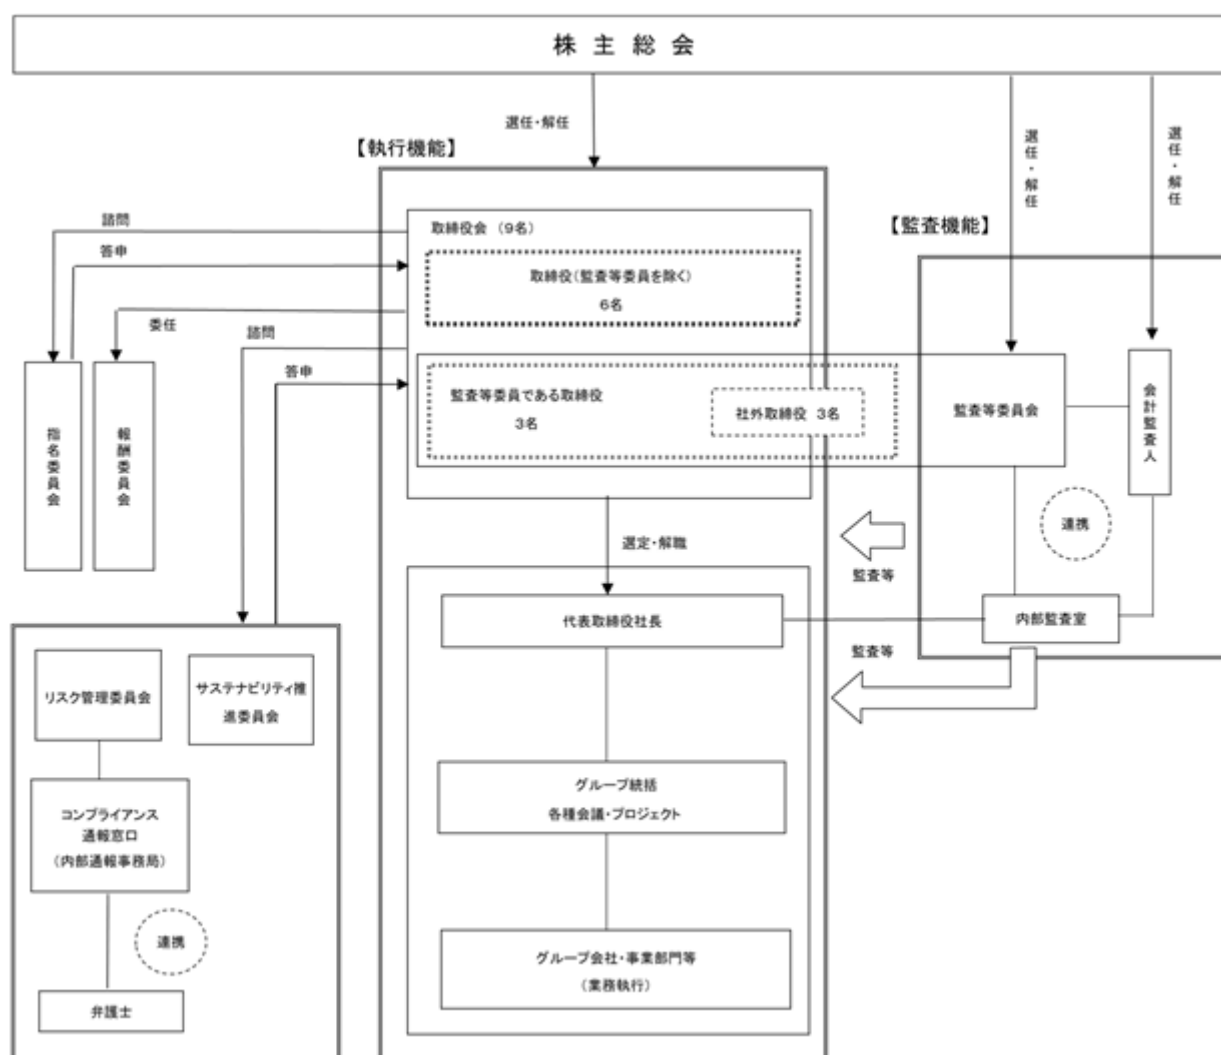 株主総会
選任・解任
【執行機能】
選任・解任
選任・解任
【監査機能】
諮問
答申
委任
諮問
答申
取締役会（9名）
取締役（監査等委員を除く）
6名
監査等委員である取締役
3名
社外取締役 3名
監査等委員会
会計監査人
指名委員会
報酬委員会
連携
選定・解職
監査等
代表取締役社長
内部監査室
監査等
リスク管理委員会
サステナビリティ推
進委員会
グループ統括
各種会議・プロジェクト
コンプライアンス
通報窓口
（内部通報事務局）
連携
グループ会社・事業部門等
（業務執行）
弁護士